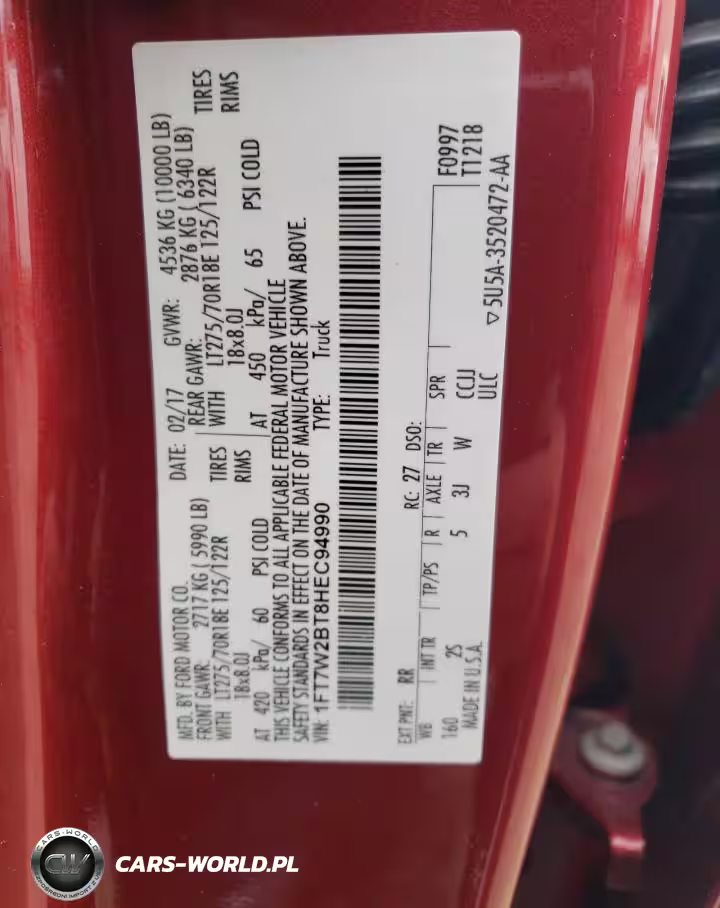 MFD. BY FORD MOTOR CO.
DATE: 02/17
GVWR: 4536 KG (10000 LB)
FRONT GAWR: 2717 KG ( 5990 LB)
REAR GAWR: 2876 KG ( 6340 LB)
WITH LT275/70R18E 125/122R TIRES
WITH LT275/70R18E 125/122R TIRES
18x8.0J RIMS
18x8.0J RIMS
AT 420 kPa/ 60 PSI COLD
AT 450 kPa/ 65 PSI COLD
THIS VEHICLE CONFORMS TO ALL APPLICABLE FEDERAL MOTOR VEHICLE
SAFETY STANDARDS IN EFFECT ON THE DATE OF MANUFACTURE SHOWN ABOVE.
VIN: 1FT7W2BT8HEC94990
TYPE: Truck
F0997
T1218
EXT PNT: RR RC: 27 DSO:
WB INT TR TP/PS R AXLE TR SPR
160 2S 5 3J W CCJJ
MADE IN U.S.A. ULC
▽5U5A-3520472-AA
CARS-WORLD
CW
CARS-WORLD.PL